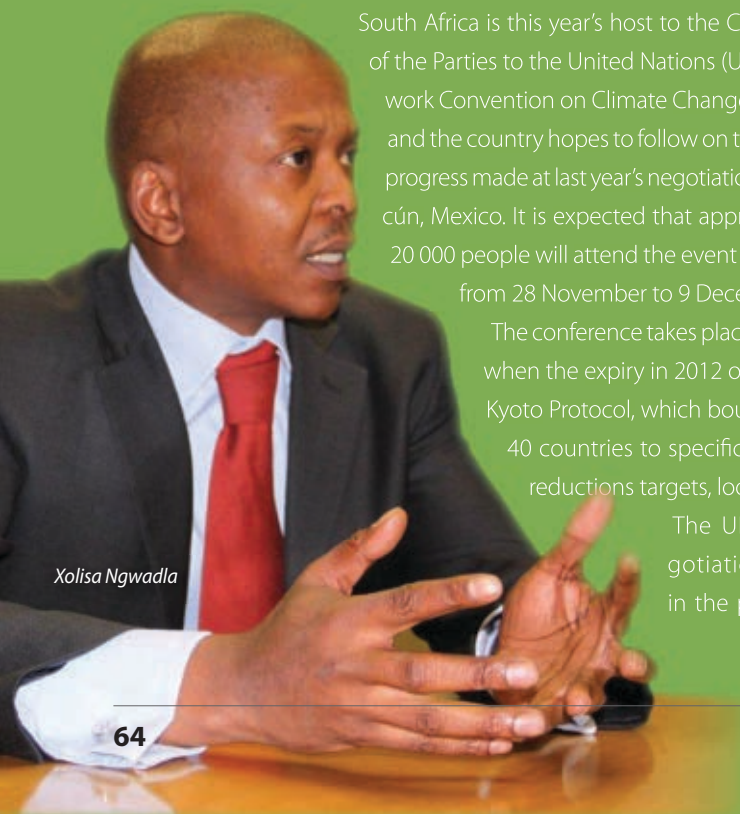 South Africa is this year’s host to the C
of the Parties to the United Nations (U
work Convention on Climate Change
and the country hopes to follow on t
progress made at last year’s negotiatio
cún, Mexico. It is expected that appr
20 000 people will attend the event
from 28 November to 9 Dece
The conference takes plac
when the expiry in 2012 o
Kyoto Protocol, which bou
40 countries to specific
reductions targets, loo
The U
gotiatio
in the p
Xolisa Ngwadla
64